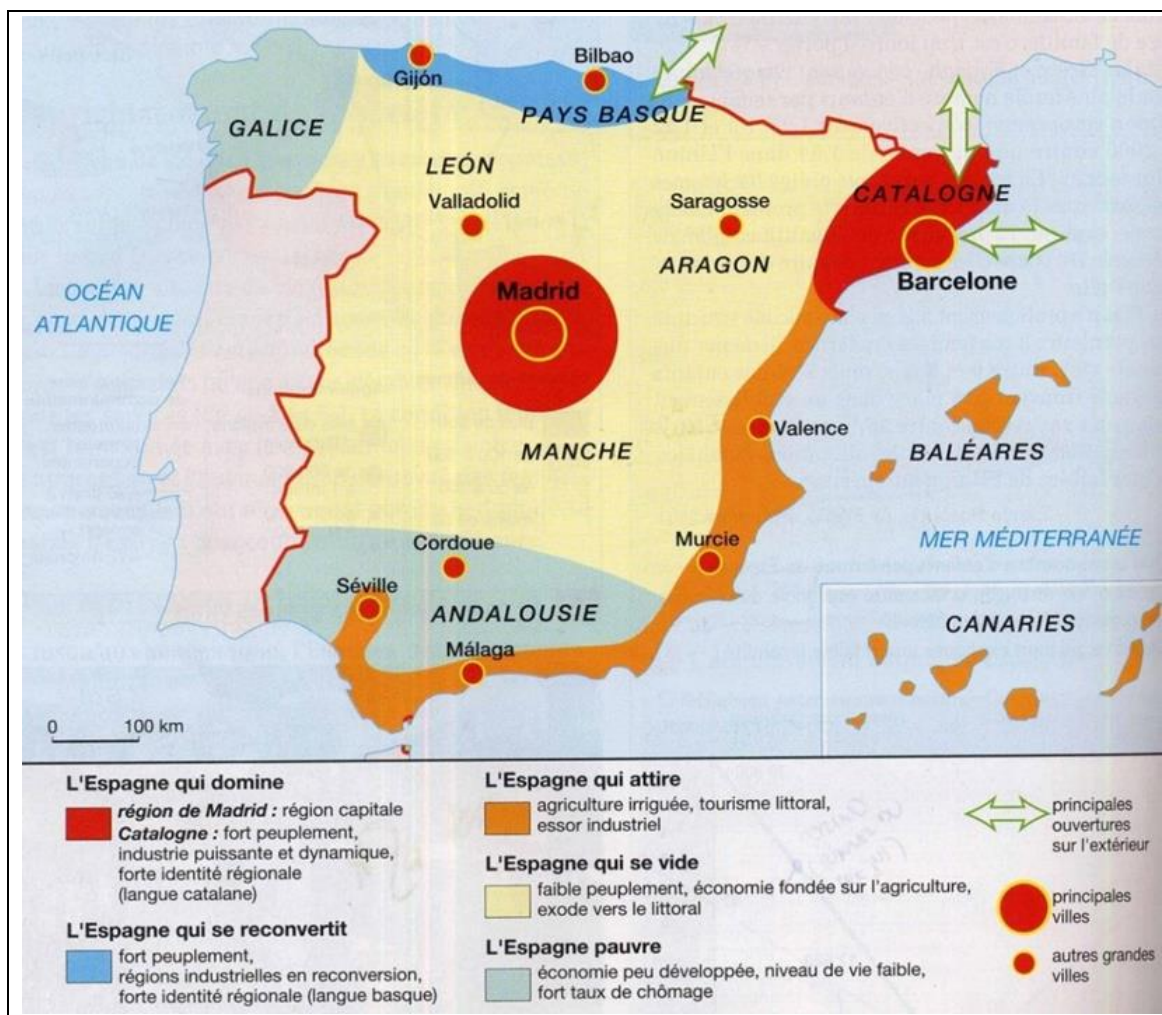 Gijón
Bilbao
PAYS BASQUE
GALICE
LEÓN
Valladolid
Saragosse
CATALOGNE
ARAGON
Barcelone
OCÉAN
ATLANTIQUE
Madrid
MANCHE
Valence
BALÉARES
MER MÉDITERRANÉE
Cordoue
Murcie
Séville
ANDALOUSIE
Málaga
CANARIES
0 100 km
L'Espagne qui domine
région de Madrid : région capitale
Catalogne : fort peuplement,
industrie puissante et dynamique,
forte identité régionale
(langue catalane)
L'Espagne qui se reconvertit
fort peuplement,
régions industrielles en reconversion,
forte identité régionale (langue basque)
L'Espagne qui attire
agriculture irriguée, tourisme littoral,
essor industriel
L'Espagne qui se vide
faible peuplement, économie fondée sur l'agriculture,
exode vers le littoral
L'Espagne pauvre
économie peu développée, niveau de vie faible,
fort taux de chômage
principales
ouvertures
sur l'extérieur
principales
villes
autres grandes
villes